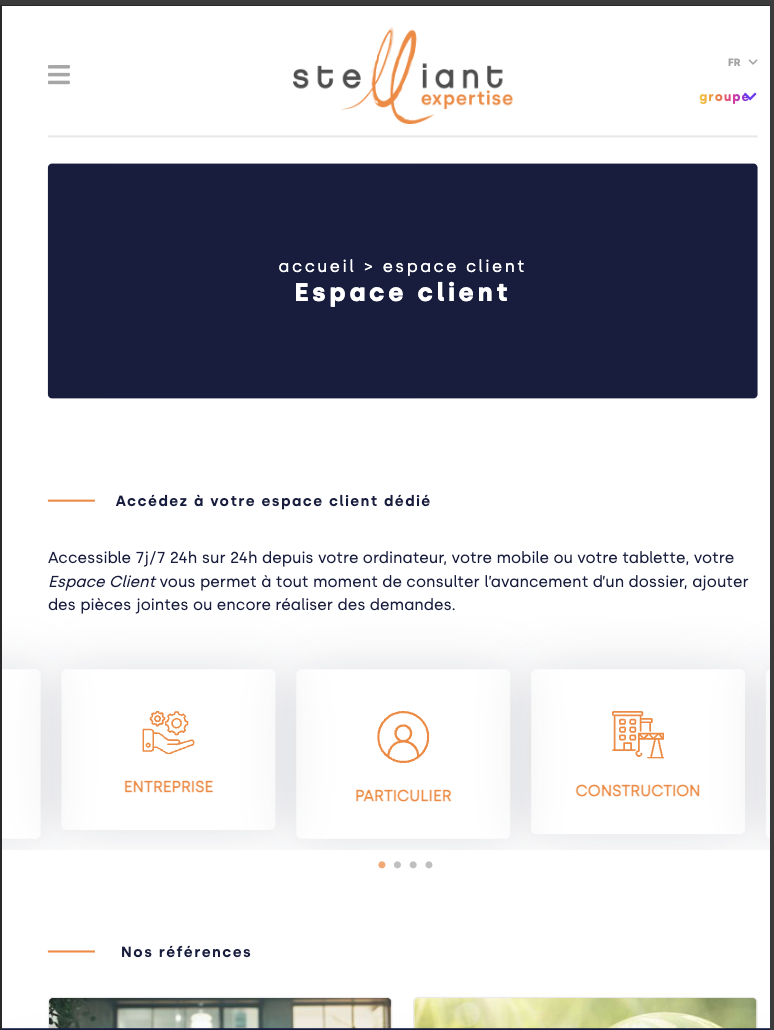 stelliant
expertise
FR
groupe
accueil > espace client
Espace client
Accédez à votre espace client dédié
Accessible 7j/7 24h sur 24h depuis votre ordinateur, votre mobile ou votre tablette, votre
Espace Client vous permet à tout moment de consulter l’avancement d’un dossier, ajouter
des pièces jointes ou encore réaliser des demandes.
ENTREPRISE
PARTICULIER
CONSTRUCTION
Nos références